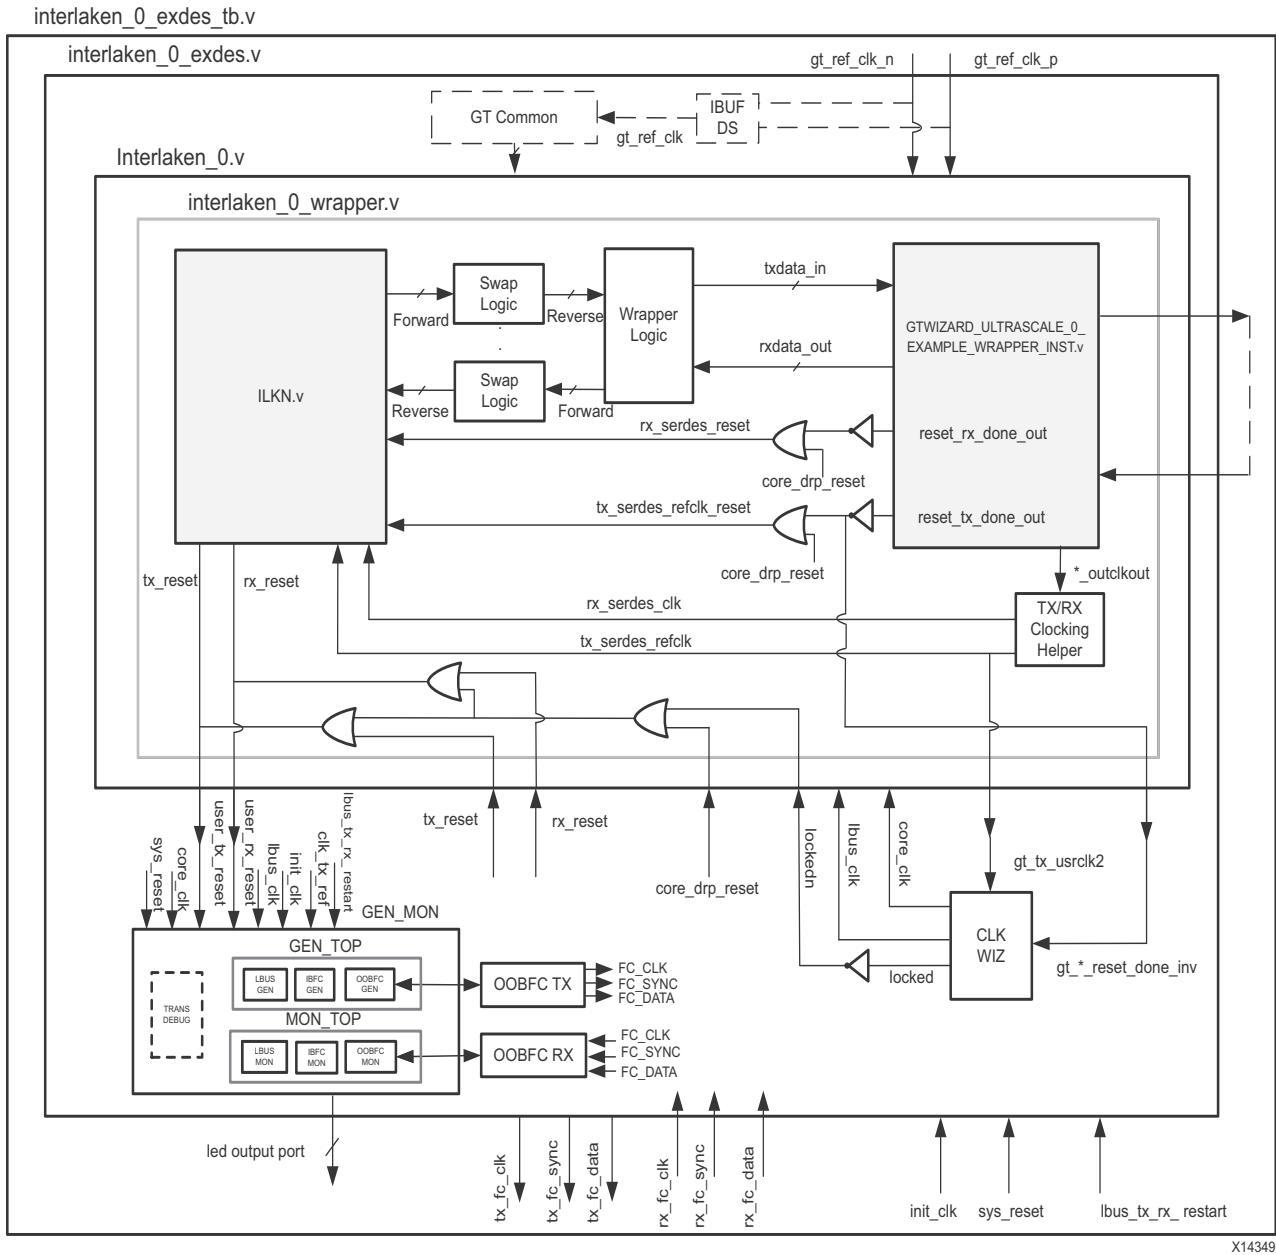 interlaken_0_exdes_tb.v
interlaken_0_exdes.v
gt_ref_clk_n
gt_ref_clk_p
GT Common
IBUF
DS
gt_ref_clk
Interlaken_0.v
interlaken_0_wrapper.v
ILKN.v
Swap
Logic
Forward
Reverse
Swap
Logic
Reverse
Forward
Wrapper
Logic
txdata_in
rxdata_out
GTWIZARD_ULTRASCALE_0_
EXAMPLE_WRAPPER_INST.v
rx_serdes_reset
core_drp_reset
reset_rx_done_out
tx_serdes_refclk_reset
core_drp_reset
reset_tx_done_out
tx_reset
rx_reset
*_outclkout
TX/RX
Clocking
Helper
rx_serdes_clk
tx_serdes_refclk
sys_reset
core_clk
user_tx_reset
user_rx_reset
lbus_clk
init_clk
clk_tx_ref
lbus_tx_rx_restart
tx_reset
rx_reset
core_drp_reset
lockedn
lbus_clk
core_clk
gt_tx_usrclk2
GEN_MON
GEN_TOP
LBUS
GEN
IBFC
GEN
OOBFC
GEN
TRANS
DEBUG
MON_TOP
LBUS
MON
IBFC
MON
OOBFC
MON
OOBFC TX
FC_CLK
FC_SYNC
FC_DATA
OOBFC RX
FC_CLK
FC_SYNC
FC_DATA
CLK
WIZ
locked
gt_*_reset_done_inv
led output port
tx_fc_clk
tx_fc_sync
tx_fc_data
rx_fc_clk
rx_fc_sync
rx_fc_data
init_clk
sys_reset
lbus_tx_rx_ restart
X14349